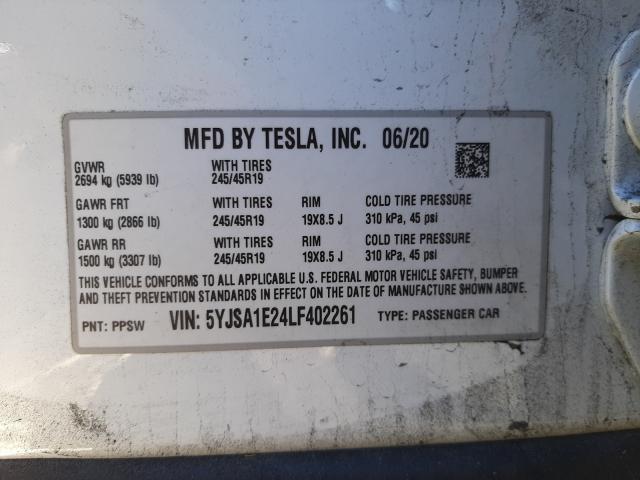 MFD BY TESLA, INC. 06/20
GVWR WITH TIRES
2694 kg (5939 lb) 245/45R19
GAWR FRT WITH TIRES RIM COLD TIRE PRESSURE
1300 kg (2866 lb) 245/45R19 19X8.5 J 310 kPa, 45 psi
GAWR RR WITH TIRES RIM COLD TIRE PRESSURE
1500 kg (3307 lb) 245/45R19 19X8.5 J 310 kPa, 45 psi
THIS VEHICLE CONFORMS TO ALL APPLICABLE U.S. FEDERAL MOTOR VEHICLE SAFETY, BUMPER
AND THEFT PREVENTION STANDARDS IN EFFECT ON THE DATE OF MANUFACTURE SHOWN ABOVE.
PNT: PPSW VIN: 5YJSA1E24LF402261 TYPE: PASSENGER CAR